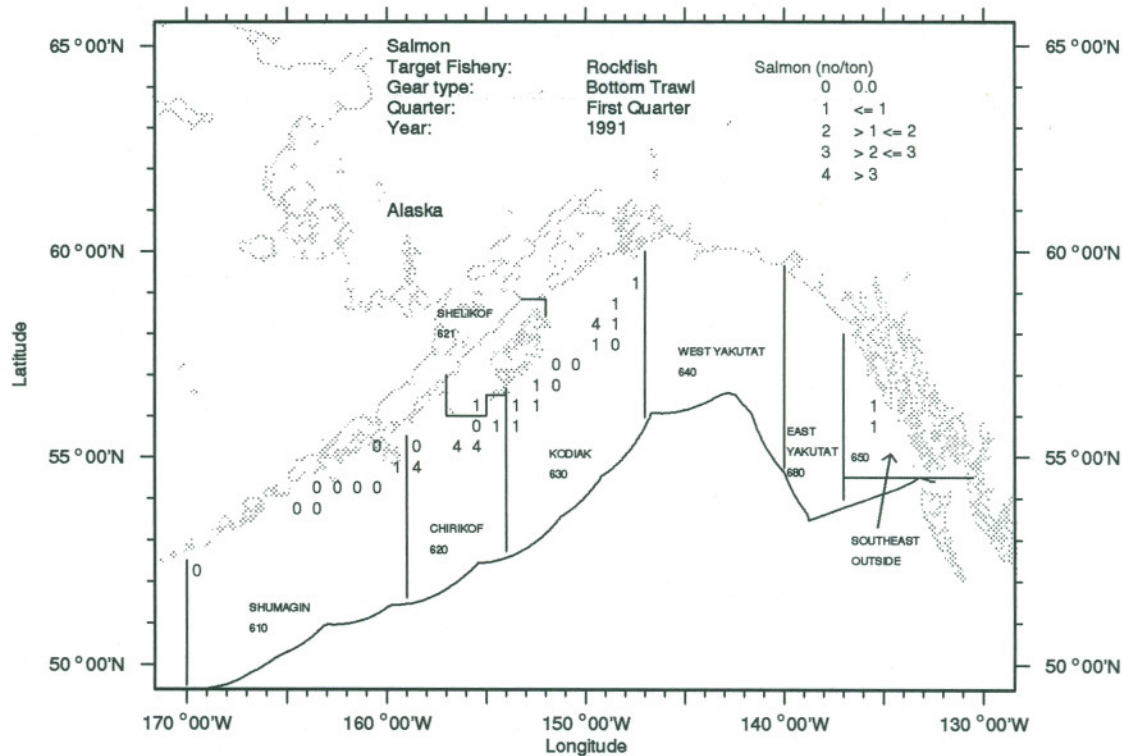 65 °00'N
Salmon
65 °00'N
Target Fishery: Rockfish
Salmon (no/ton)
Gear type: Bottom Trawl
0 0.0
Quarter: First Quarter
1 <= 1
Year: 1991
2 > 1 <= 2
3 > 2 <= 3
4 > 3
Alaska
60 °00'N
60 °00'N
1
SHELIKOF
621
1
4 1
1 0
WEST YAKUTAT
640
0 0
1 0
1 1 1
1
0 1 1
1
EAST
YAKUTAT
680
0 0 4 4
KODIAK
630
650
55 °00'N
55 °00'N
1 4
0 0 0 0
0 0
CHIRIKOF
620
SOUTHEAST
OUTSIDE
0
SHUMAGIN
610
50 °00'N
50 °00'N
Latitude
170 °00'W 160 °00'W 150 °00'W 140 °00'W 130 °00'W
Longitude